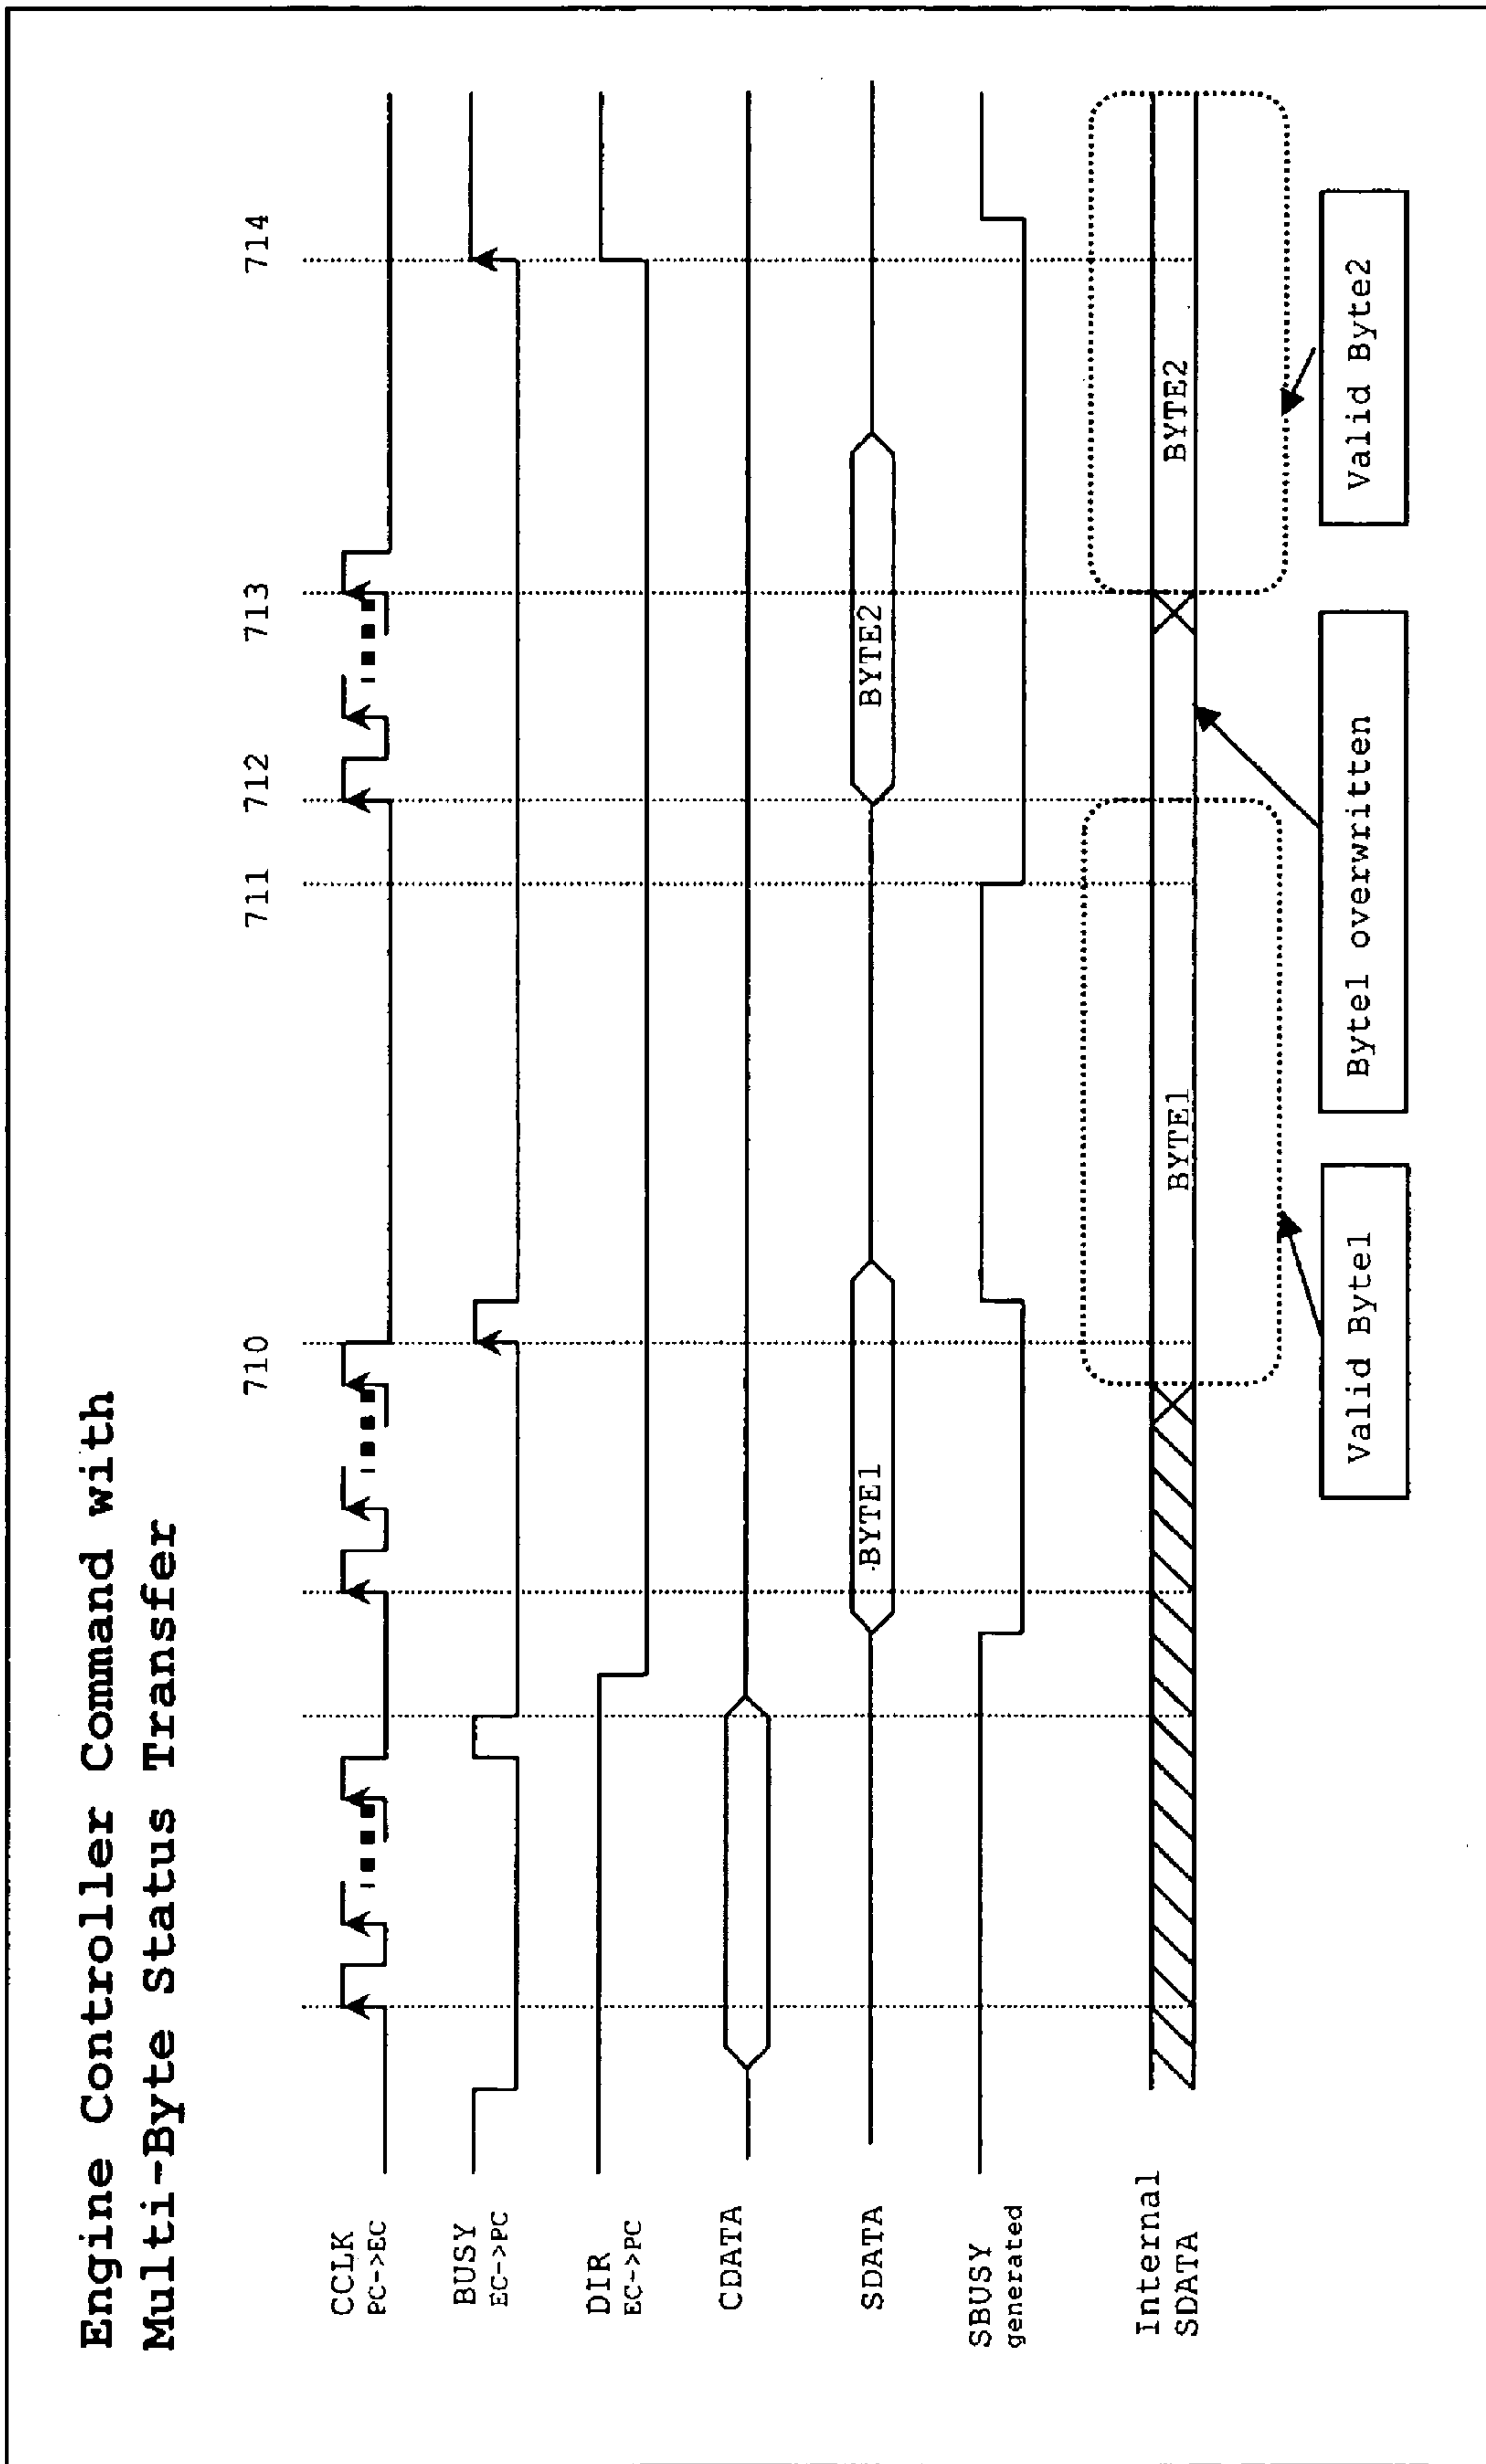 Engine Controller Command with
Multi-Byte Status Transfer
710
711
712
713
714
CCLK
PC->EC
BUSY
EC->PC
DIR
EC->PC
CDATA
SDATA
BYTE1
BYTE2
SBUSY
generated
Internal
SDATA
BYTE1
BYTE2
Valid Byte1
Byte1 overwritten
Valid Byte2